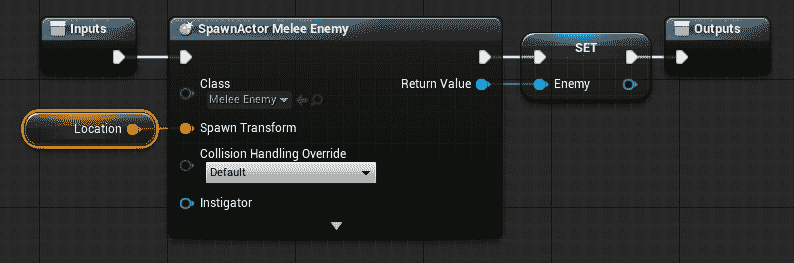 Inputs
SpawnActor Melee Enemy
SET
Outputs
Class
Melee Enemy
Return Value
Enemy
Location
Spawn Transform
Collision Handling Override
Default
Instigator